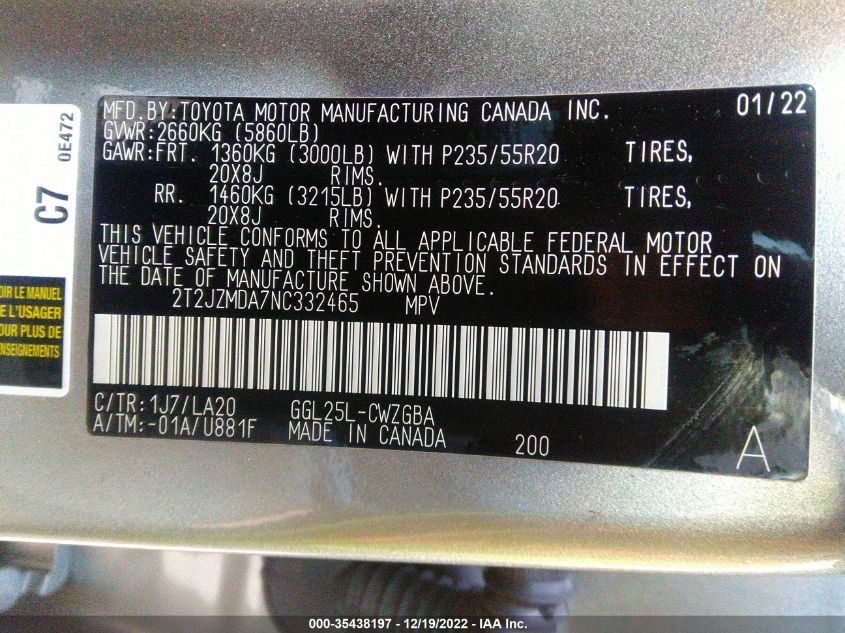 MFD.BY:TOYOTA MOTOR MANUFACTURING CANADA INC. 01/22
GVWR:2660KG (5860LB)
GAWR:FRT. 1360KG (3000LB) WITH P235/55R20 TIRES,
20X8J RIMS.
RR. 1460KG (3215LB) WITH P235/55R20 TIRES,
20X8J RIMS.
THIS VEHICLE CONFORMS TO ALL APPLICABLE FEDERAL MOTOR
VEHICLE SAFETY AND THEFT PREVENTION STANDARDS IN EFFECT ON
THE DATE OF MANUFACTURE SHOWN ABOVE.
2T2JZMDA7NC332465 MPV
C/TR:1J7/LA20 GGL25L-CWZGBA
A/TM:-01A/U881F MADE IN CANADA 200 A
C7 0E472
OIR LE MANUEL
E L'USAGER
OUR PLUS DE
ENSEIGNEMENTS
000-35438197 - 12/19/2022 - IAA Inc.